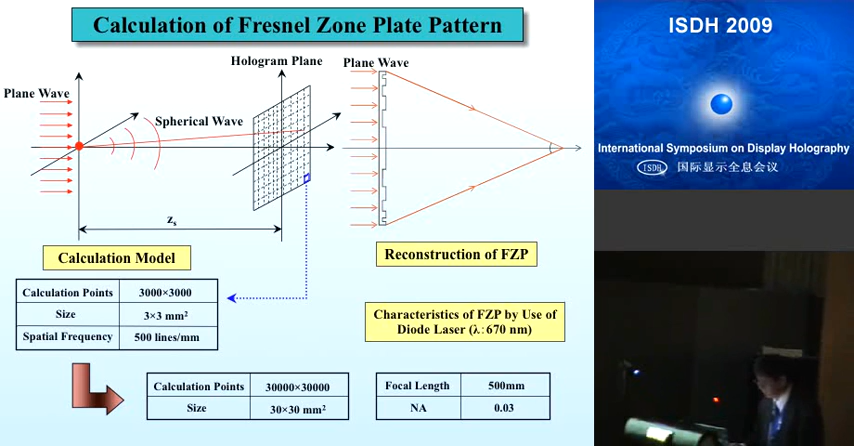 Calculation of Fresnel Zone Plate Pattern
Hologram Plane
Plane Wave
Spherical Wave
zs
Calculation Model
Calculation Points 3000×3000
Size 3×3 mm²
Spatial Frequency 500 lines/mm
Plane Wave
Reconstruction of FZP
Characteristics of FZP by Use of
Diode Laser (λ:670 nm)
Calculation Points 30000×30000
Size 30×30 mm²
Focal Length 500mm
NA 0.03
ISDH 2009
International Symposium on Display Holography
ISDH 国际显示全息会议